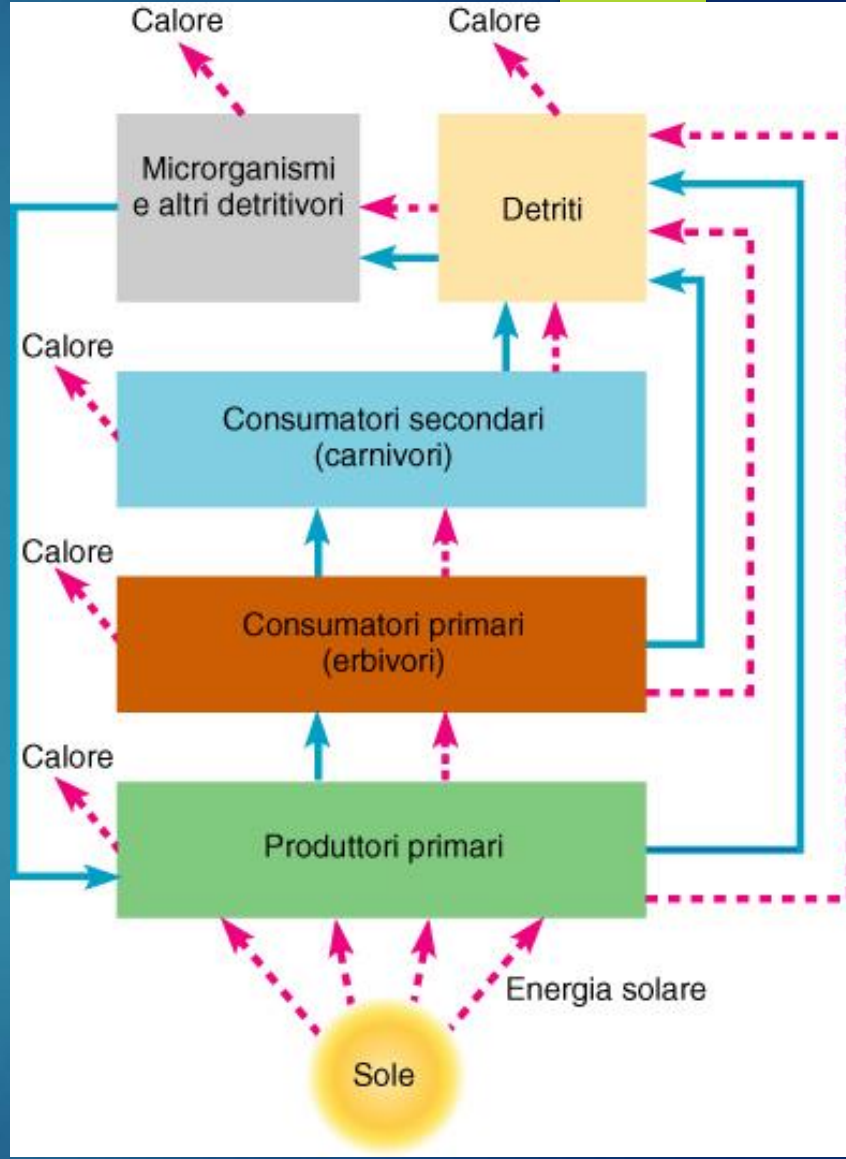 Calore
Calore
Microrganismi
e altri detritivori
Detriti
Calore
Consumatori secondari
(carnivori)
Calore
Consumatori primari
(erbivori)
Calore
Produttori primari
Energia solare
Sole